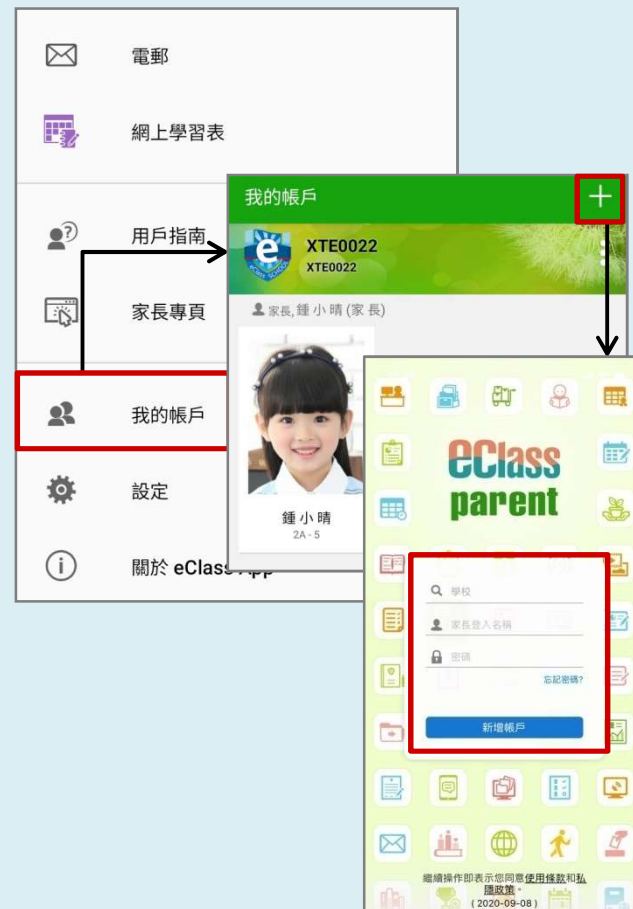 電郵
網上學習表
用戶指南
家長專頁
我的帳戶
設定
關於 eClass App
我的帳戶
XTE0022
XTE0022
家長,鍾小晴 (家長)
鍾小晴
2A - 5
eClass
parent
學校
家長登入名稱
密碼
忘記密碼?
新增帳戶
繼續操作即表示您同意使用條款和私
隱政策。
( 2020-09-08 )